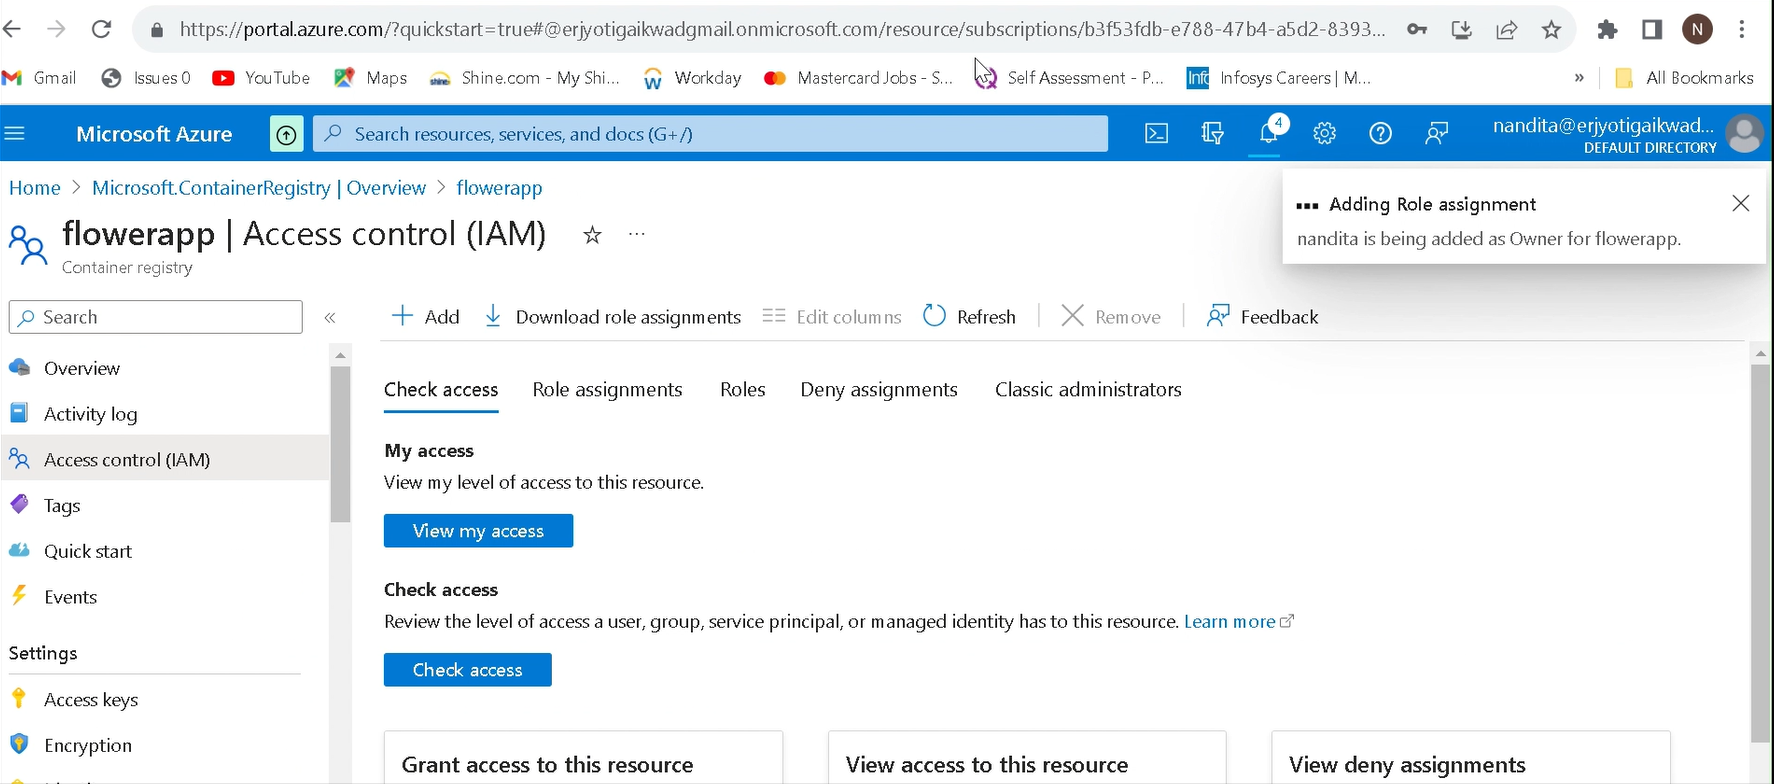 https://portal.azure.com/?quickstart=true#@erjyotigaikwadgmail.onmicrosoft.com/resource/subscriptions/b3f53fdb-e788-47b4-a5d2-8393...
N
Gmail
Issues 0
YouTube
Maps
Shine.com - My Shi...
Workday
Mastercard Jobs - S...
Self Assessment - P...
Infosys Careers | M...
»
All Bookmarks
Microsoft Azure
Search resources, services, and docs (G+/)
4
nandita@erjyotigaikwad...
DEFAULT DIRECTORY
Home > Microsoft.ContainerRegistry | Overview > flowerapp
flowerapp | Access control (IAM)
...
Container registry
Adding Role assignment
nandita is being added as Owner for flowerapp.
Search
«
Add
Download role assignments
Edit columns
Refresh
Remove
Feedback
Overview
Activity log
Access control (IAM)
Tags
Quick start
Events
Settings
Access keys
Encryption
Check access
Role assignments
Roles
Deny assignments
Classic administrators
My access
View my level of access to this resource.
View my access
Check access
Review the level of access a user, group, service principal, or managed identity has to this resource. Learn more
Check access
Grant access to this resource
View access to this resource
View deny assignments